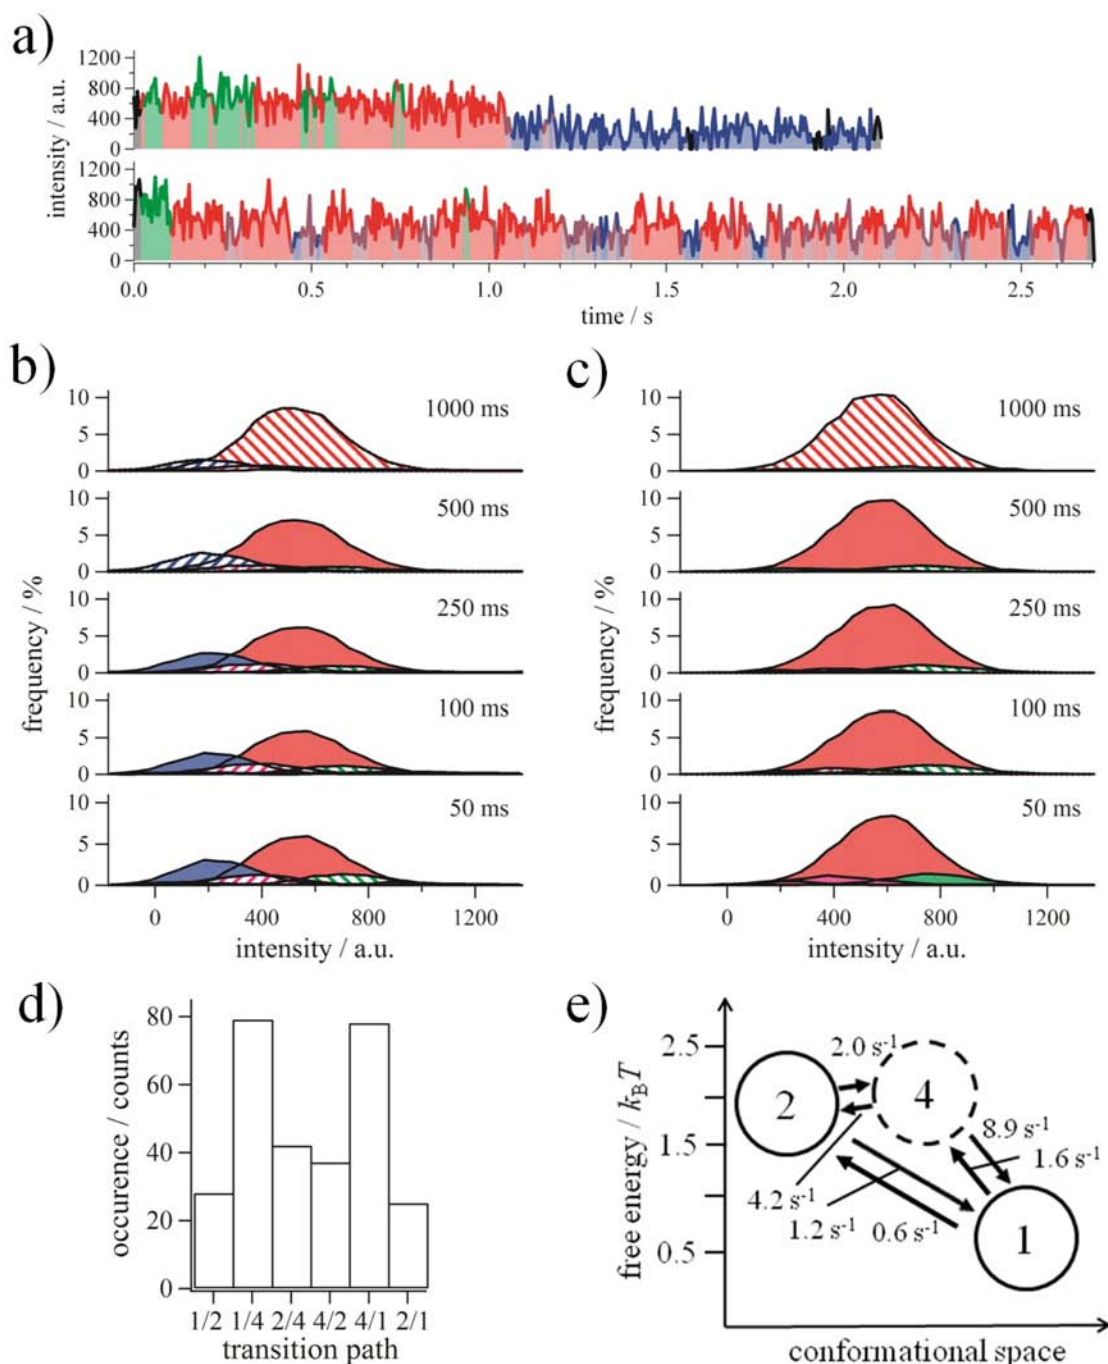 a)
1200
800
400
0
1200
800
400
0
intensity / a.u.
0.0 0.5 1.0 1.5 2.0 2.5
time / s
b)
10
5
0
1000 ms
10
5
0
500 ms
10
5
0
250 ms
10
5
0
100 ms
10
5
0
50 ms
frequency / %
0 400 800 1200
intensity / a.u.
c)
10
5
0
1000 ms
10
5
0
500 ms
10
5
0
250 ms
10
5
0
100 ms
10
5
0
50 ms
frequency / %
0 400 800 1200
intensity / a.u.
d)
80
60
40
20
0
occurence / counts
1/2 1/4 2/4 4/2 4/1 2/1
transition path
e)
2.5
1.5
0.5
free energy / kBT
2.0 s-1
2
4
8.9 s-1
1.6 s-1
4.2 s-1
1.2 s-1
0.6 s-1
1
conformational space